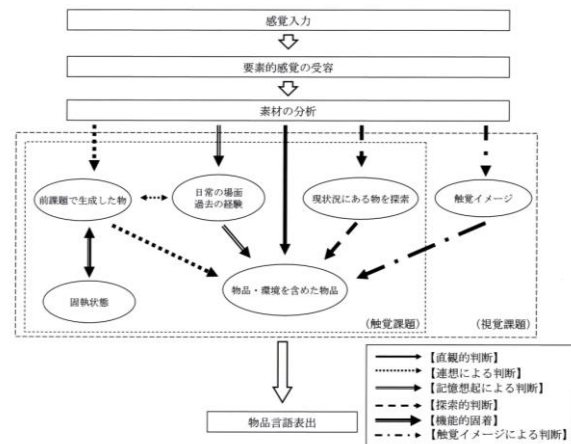 感覚入力
要素的感覚の受容
素材の分析
前課題で生成した物
日常の場面
過去の経験
現状況にある物を探索
触覚イメージ
固執状態
物品・環境を含めた物品
(触覚課題)
(視覚課題)
物品言語表出
【直観的判断】
【連想による判断】
【記憶想起による判断】
【探索的判断】
【機能的固着】
【触覚イメージによる判断】